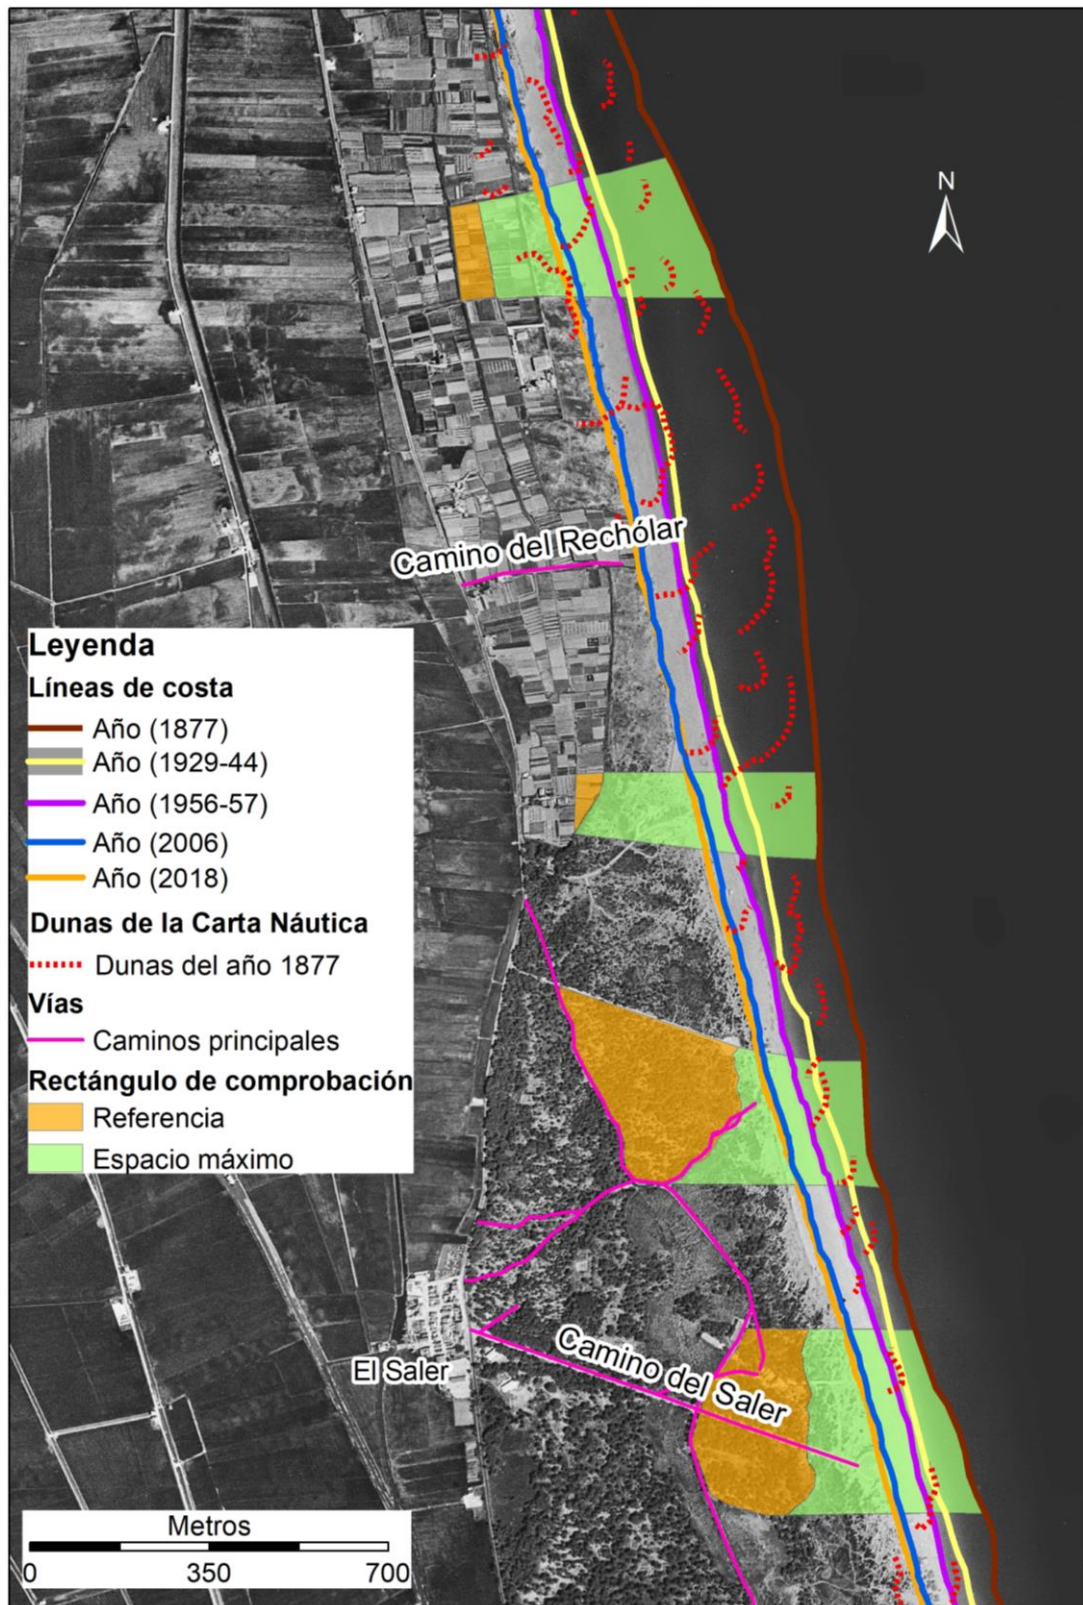 N
Camino del Rechólar
Leyenda
Líneas de costa
Año (1877)
Año (1929-44)
Año (1956-57)
Año (2006)
Año (2018)
Dunas de la Carta Náutica
Dunas del año 1877
Vías
Caminos principales
Rectángulo de comprobación
Referencia
Espacio máximo
El Saler
Camino del Saler
Metros
0 350 700